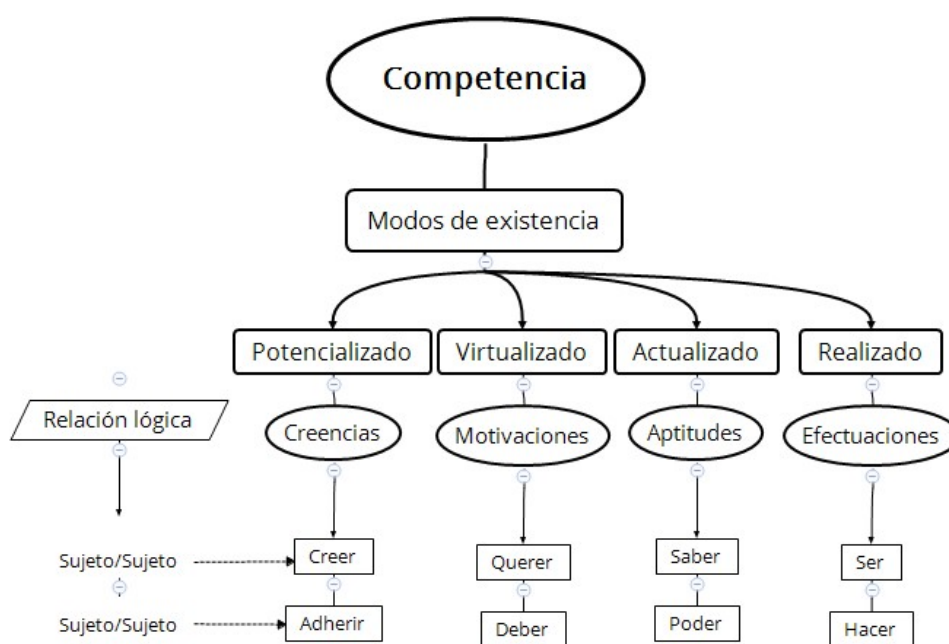 Competencia
Modos de existencia
Potencializado
Virtualizado
Actualizado
Realizado
Relación lógica
Creencias
Motivaciones
Aptitudes
Efectuaciones
Sujeto/Sujeto
Creer
Querer
Saber
Ser
Sujeto/Sujeto
Adherir
Deber
Poder
Hacer